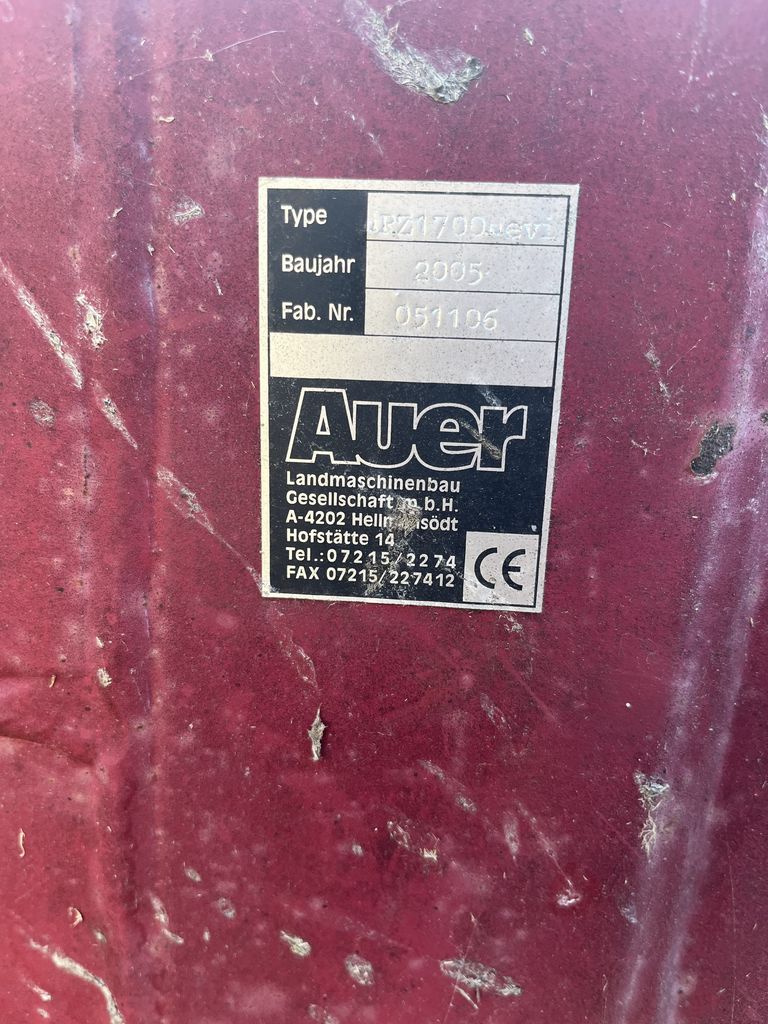 Type
Baujahr 2005
Fab. Nr. 051106
Auer
Landmaschinenbau
Gesellschaft m.b.H.
A-4202
Hofstätte 14
Tel.:07215/2274
FAX 07215/227412
CE